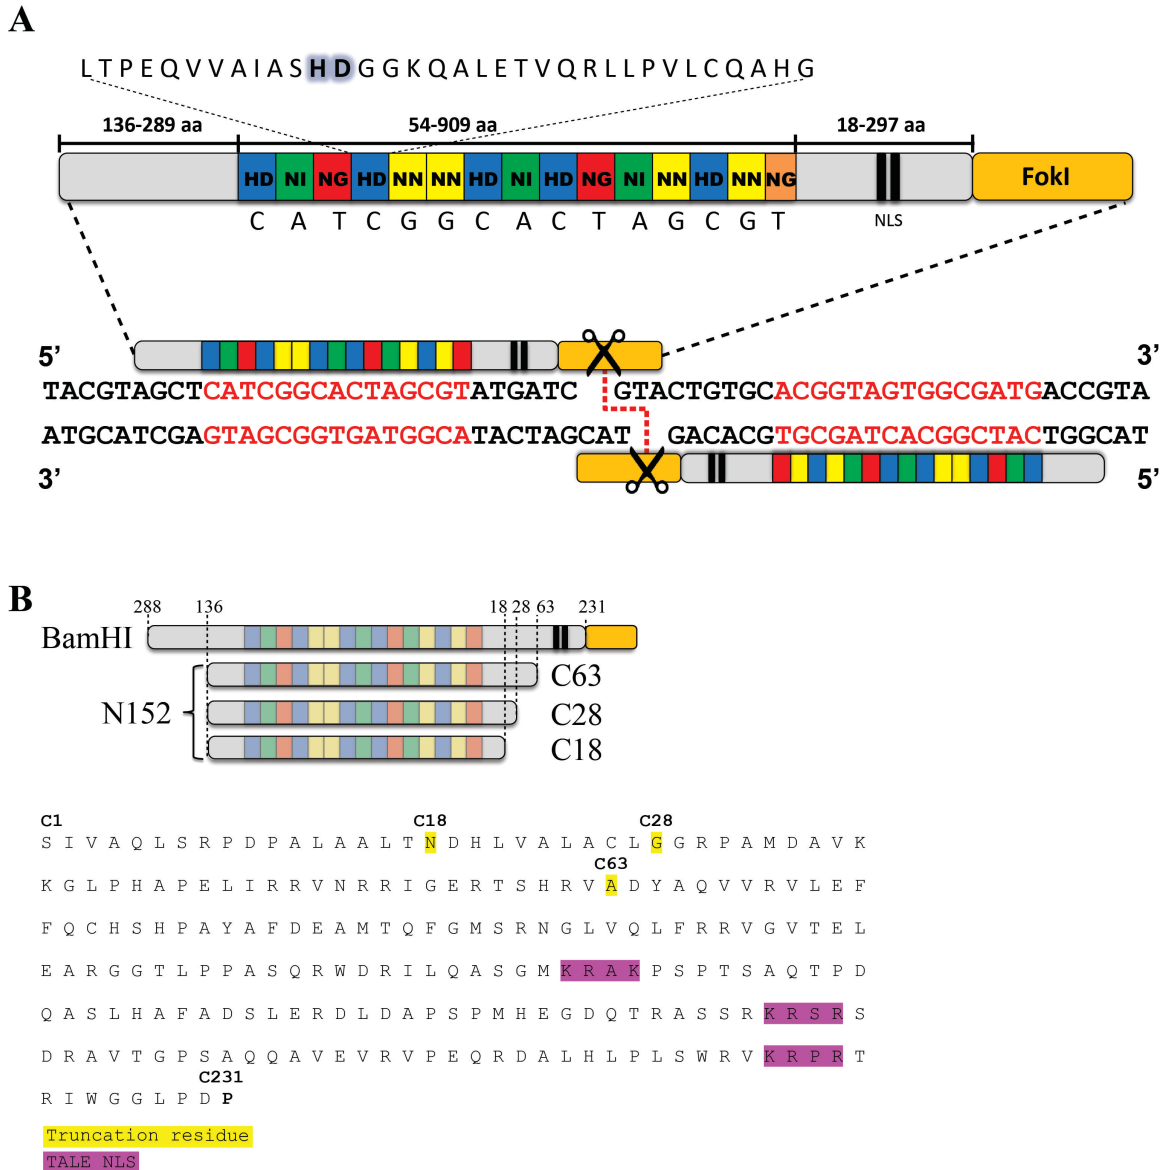 A
L T P E Q V V A I A S H D G G K Q A L E T V Q R L L P V L C Q A H G
136-289 aa 54-909 aa 18-297 aa
HD NI NG HD NN NN HD NI HD NG NI NN HD NN NG FokI
C A T C G G C A C T A G C G T NLS
5’ 3’
TACGTAGCTCATCGGCACTAGCGTATGATC GTACTGTGCACGGTAGTGGCGATGACCGTA
ATGCATCGAGTAGCGGTGATGGCATACTAGCAT GACACGTGCGATCACGGCTACTGGCAT
3’ 5’
B
288 136 18 28 63 231
BamHI
C63
N152 C28
C18
C1 C18 C28
S I V A Q L S R P D P A L A A L T N D H L V A L A C L G G R P A M D A V K
C63
K G L P H A P E L I R R V N R R I G E R T S H R V A D Y A Q V V R V L E F
F Q C H S H P A Y A F D E A M T Q F G M S R N G L V Q L F R R V G V T E L
E A R G G T L P P A S Q R W D R I L Q A S G M K R A K P S P T S A Q T P D
Q A S L H A F A D S L E R D L D A P S P M H E G D Q T R A S S R K R S R S
D R A V T G P S A Q Q A V E V R V P E Q R D A L H L P L S W R V K R P R T
C231
R I W G G L P D P
Truncation residue
TALE NLS